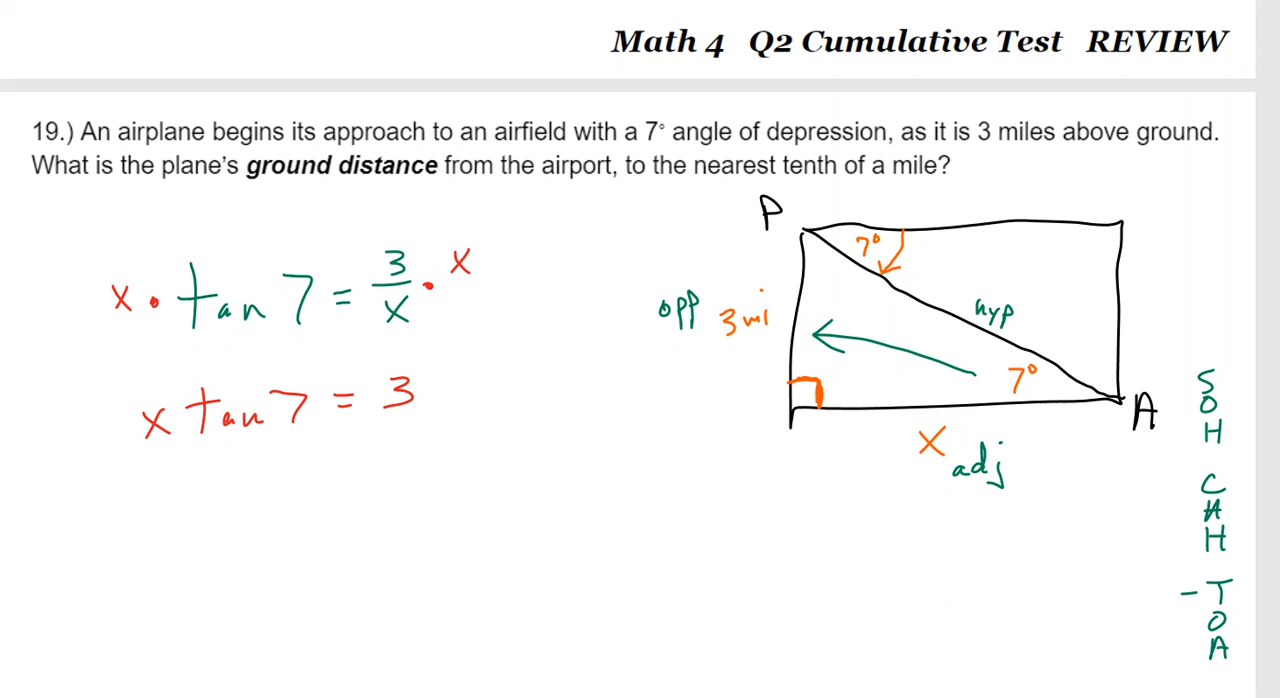 Math 4 Q2 Cumulative Test REVIEW
19.) An airplane begins its approach to an airfield with a 7° angle of depression, as it is 3 miles above ground.
What is the plane's ground distance from the airport, to the nearest tenth of a mile?
x • tan 7 = 3/x • x
x tan 7 = 3
P
7°
opp 3 mi
hyp
7°
A
x
adj
S
O
H
C
A
H
- T
O
A